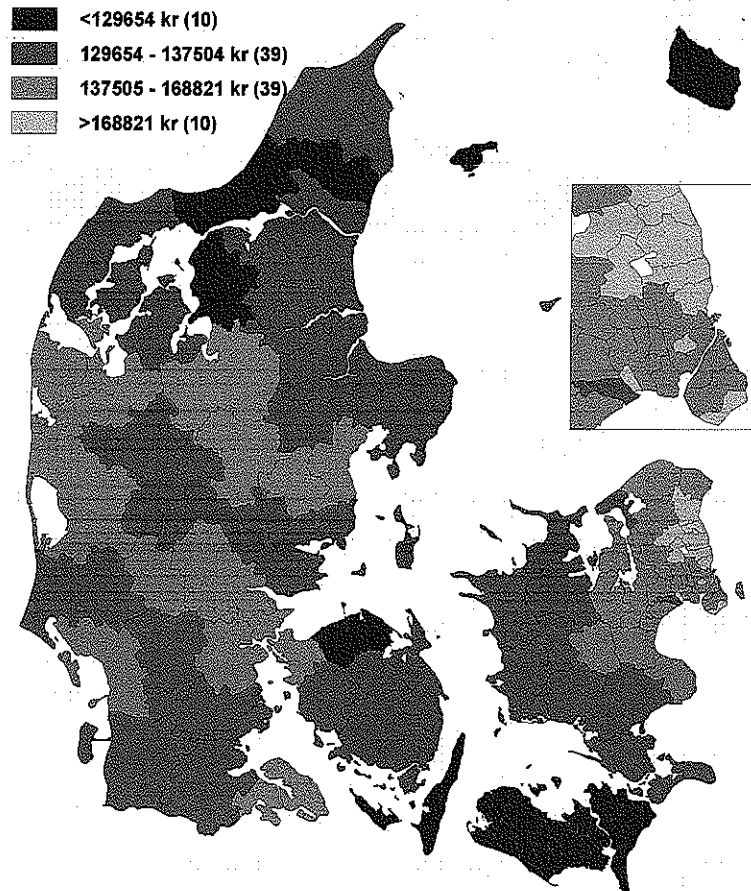 <129654 kr (10)
129654 - 137504 kr (39)
137505 - 168821 kr (39)
>168821 kr (10)